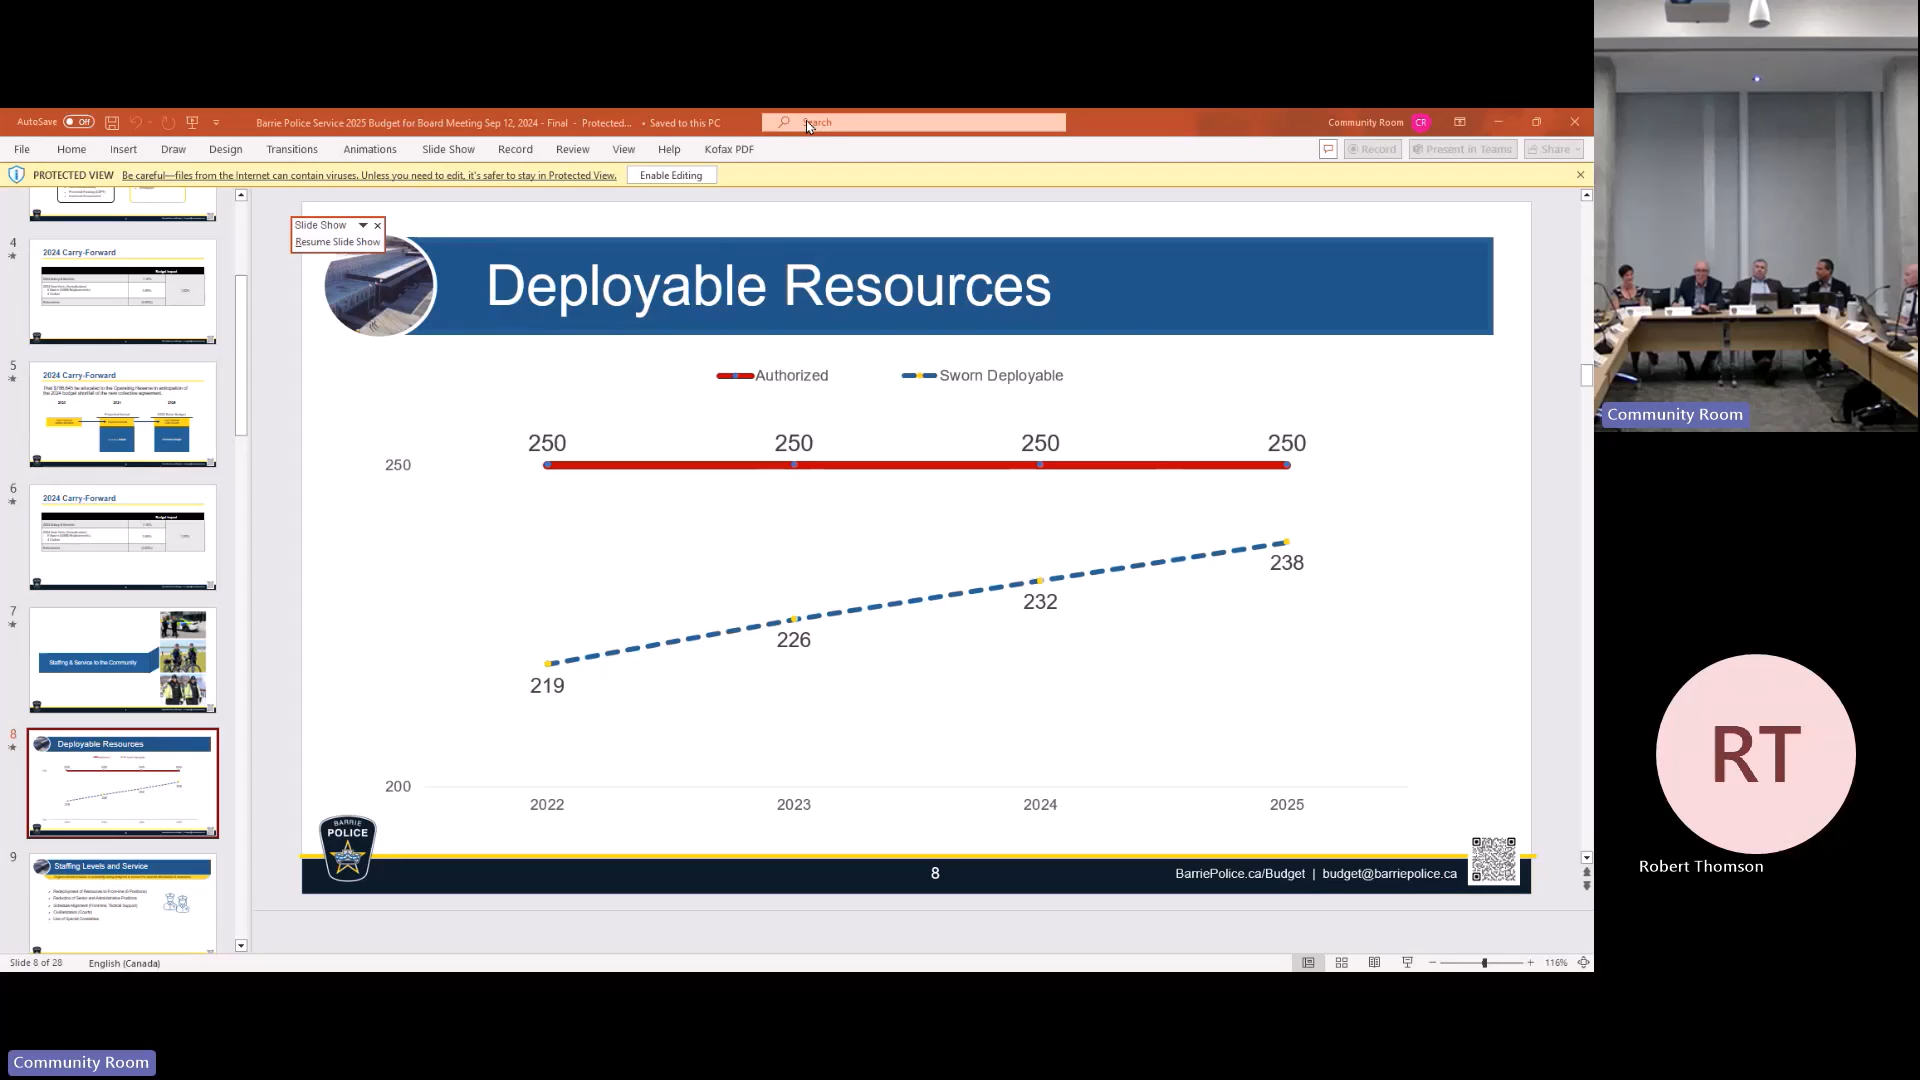 AutoSave Off
Barrie Police Service 2025 Budget for Board Meeting Sep 12, 2024 - Final - Protected... • Saved to this PC
Search
Community Room CR
File Home Insert Draw Design Transitions Animations Slide Show Record Review View Help Kofax PDF
Record Present in Teams Share
PROTECTED VIEW Be careful—files from the Internet can contain viruses. Unless you need to edit, it's safer to stay in Protected View. Enable Editing
4
2024 Carry-Forward
5
2024 Carry-Forward
6
2024 Carry-Forward
7
Staffing & Service to the Community
8
Deployable Resources
9
Staffing Levels and Service
Slide Show
Resume Slide Show
Deployable Resources
Authorized Sworn Deployable
250 250 250 250
250
238
232
226
219
200
2022 2023 2024 2025
BARRIE
POLICE
8
BarriePolice.ca/Budget | budget@barriepolice.ca
Slide 8 of 28 English (Canada)
116%
Community Room
RT
Robert Thomson
Community Room